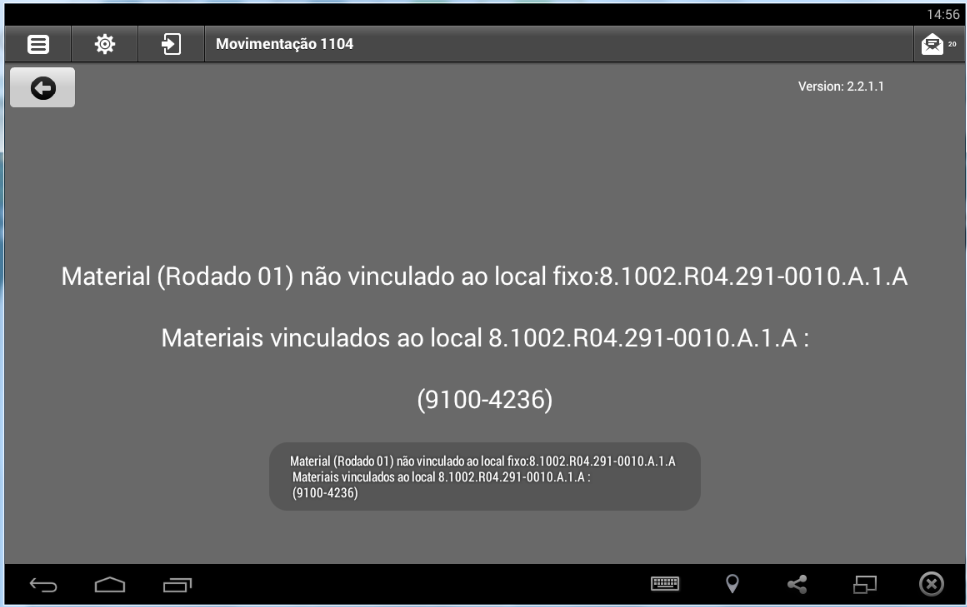 14:56
Movimentação 1104
20
Version: 2.2.1.1
Material (Rodado 01) não vinculado ao local fixo:8.1002.R04.291-0010.A.1.A
Materiais vinculados ao local 8.1002.R04.291-0010.A.1.A :
(9100-4236)
Material (Rodado 01) não vinculado ao local fixo:8.1002.R04.291-0010.A.1.A
Materiais vinculados ao local 8.1002.R04.291-0010.A.1.A :
(9100-4236)